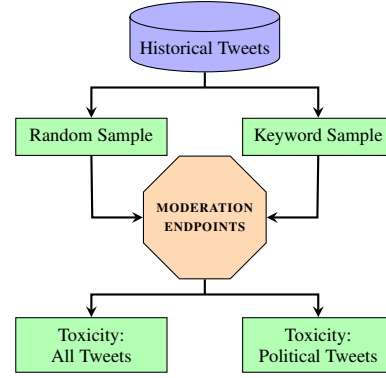 Historical Tweets
Random Sample
Keyword Sample
MODERATION
ENDPOINTS
Toxicity:
All Tweets
Toxicity:
Political Tweets